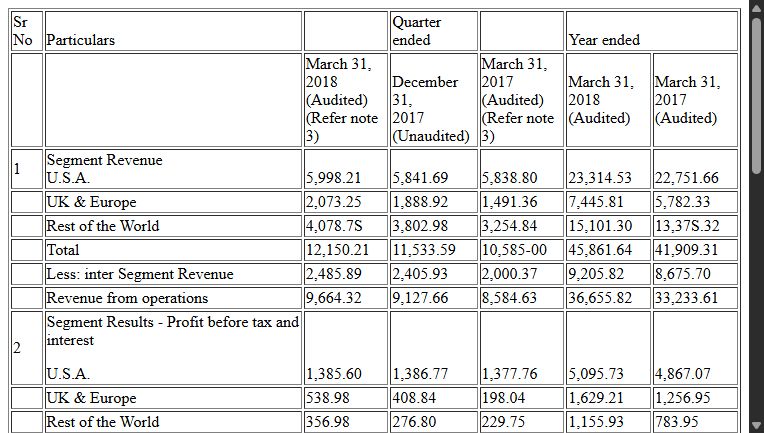 Sr No Particulars Quarter ended Year ended
March 31, 2018 (Audited) (Refer note 3) December 31, 2017 (Unaudited) March 31, 2017 (Audited) (Refer note 3) March 31, 2018 (Audited) March 31, 2017 (Audited)
1 Segment Revenue
U.S.A. 5,998.21 5,841.69 5,838.80 23,314.53 22,751.66
UK & Europe 2,073.25 1,888.92 1,491.36 7,445.81 5,782.33
Rest of the World 4,078.7S 3,802.98 3,254.84 15,101.30 13,37S.32
Total 12,150.21 11,533.59 10,585-00 45,861.64 41,909.31
Less: inter Segment Revenue 2,485.89 2,405.93 2,000.37 9,205.82 8,675.70
Revenue from operations 9,664.32 9,127.66 8,584.63 36,655.82 33,233.61
2 Segment Results - Profit before tax and interest
U.S.A. 1,385.60 1,386.77 1,377.76 5,095.73 4,867.07
UK & Europe 538.98 408.84 198.04 1,629.21 1,256.95
Rest of the World 356.98 276.80 229.75 1,155.93 783.95